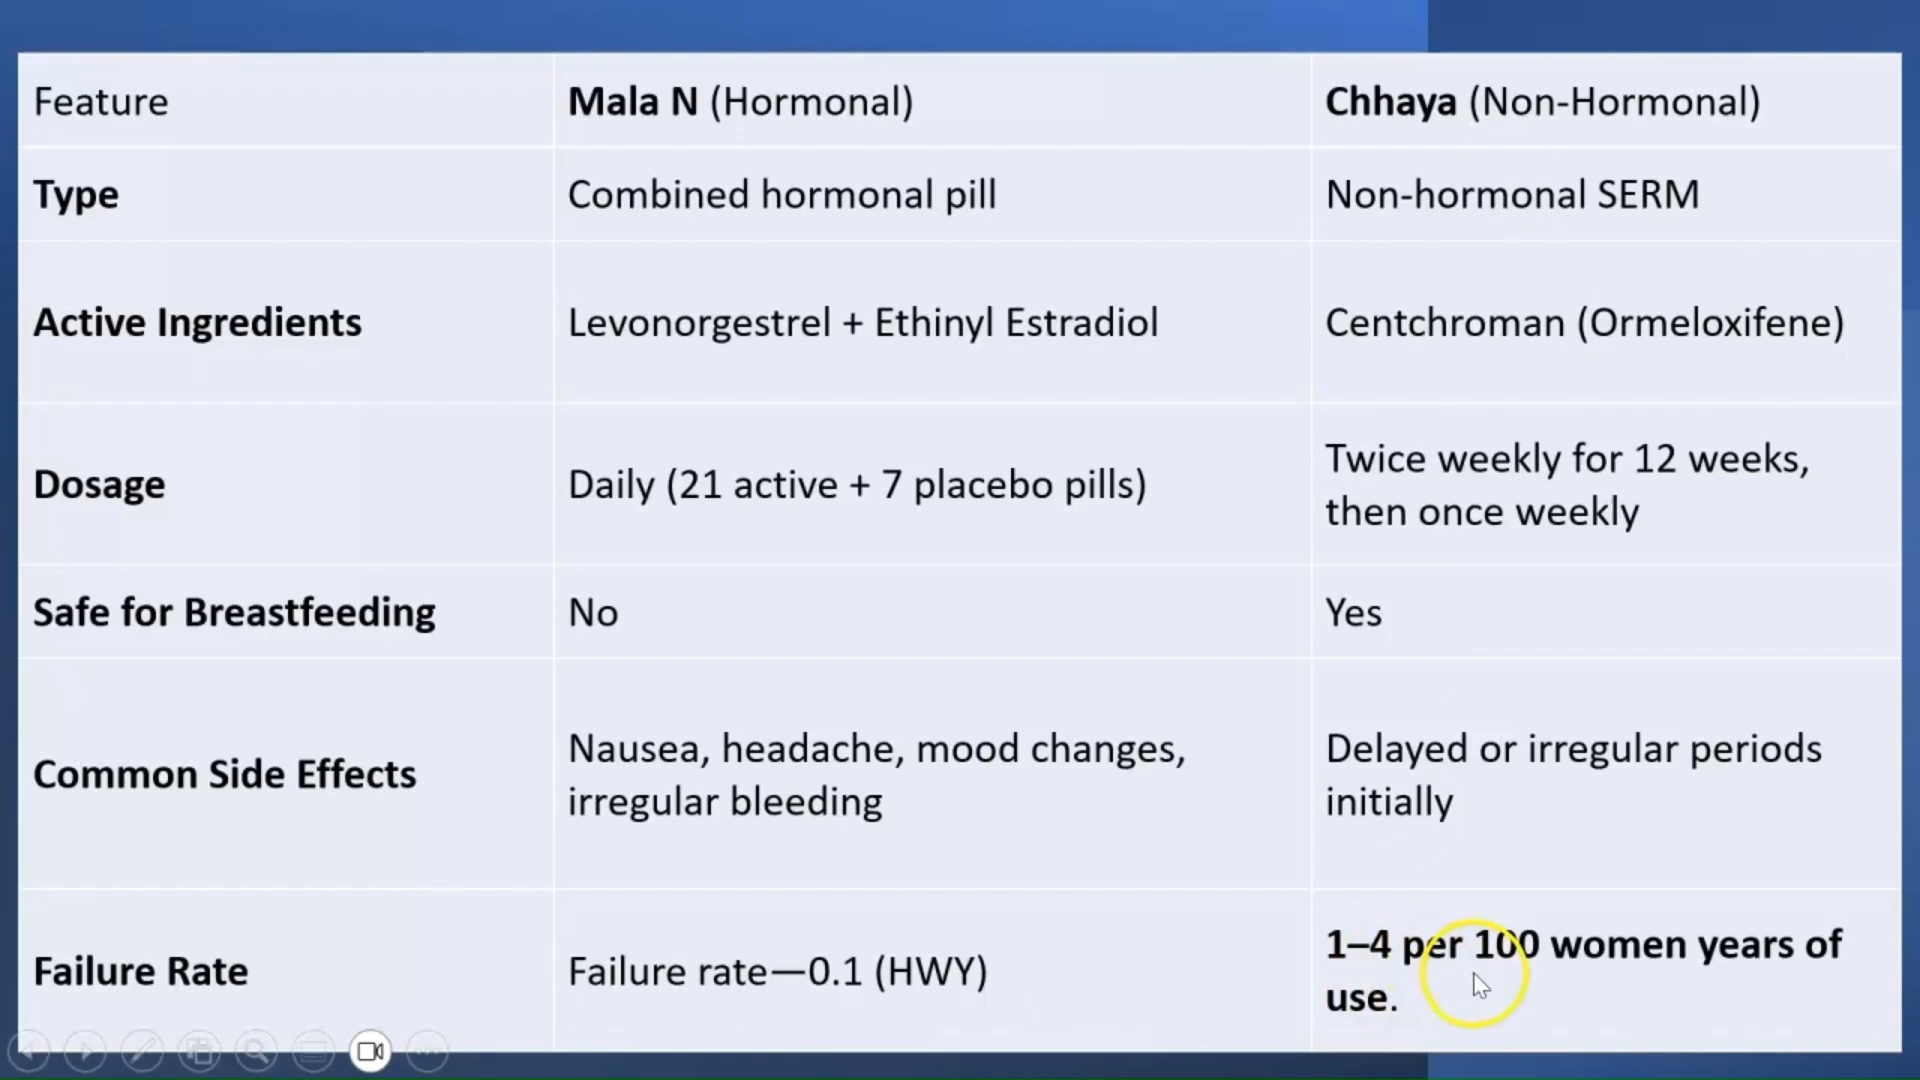 Feature
Mala N (Hormonal)
Chhaya (Non-Hormonal)
Type
Combined hormonal pill
Non-hormonal SERM
Active Ingredients
Levonorgestrel + Ethinyl Estradiol
Centchroman (Ormeloxifene)
Dosage
Daily (21 active + 7 placebo pills)
Twice weekly for 12 weeks,
then once weekly
Safe for Breastfeeding
No
Yes
Common Side Effects
Nausea, headache, mood changes,
irregular bleeding
Delayed or irregular periods
initially
Failure Rate
Failure rate—0.1 (HWY)
1–4 per 100 women years of
use.